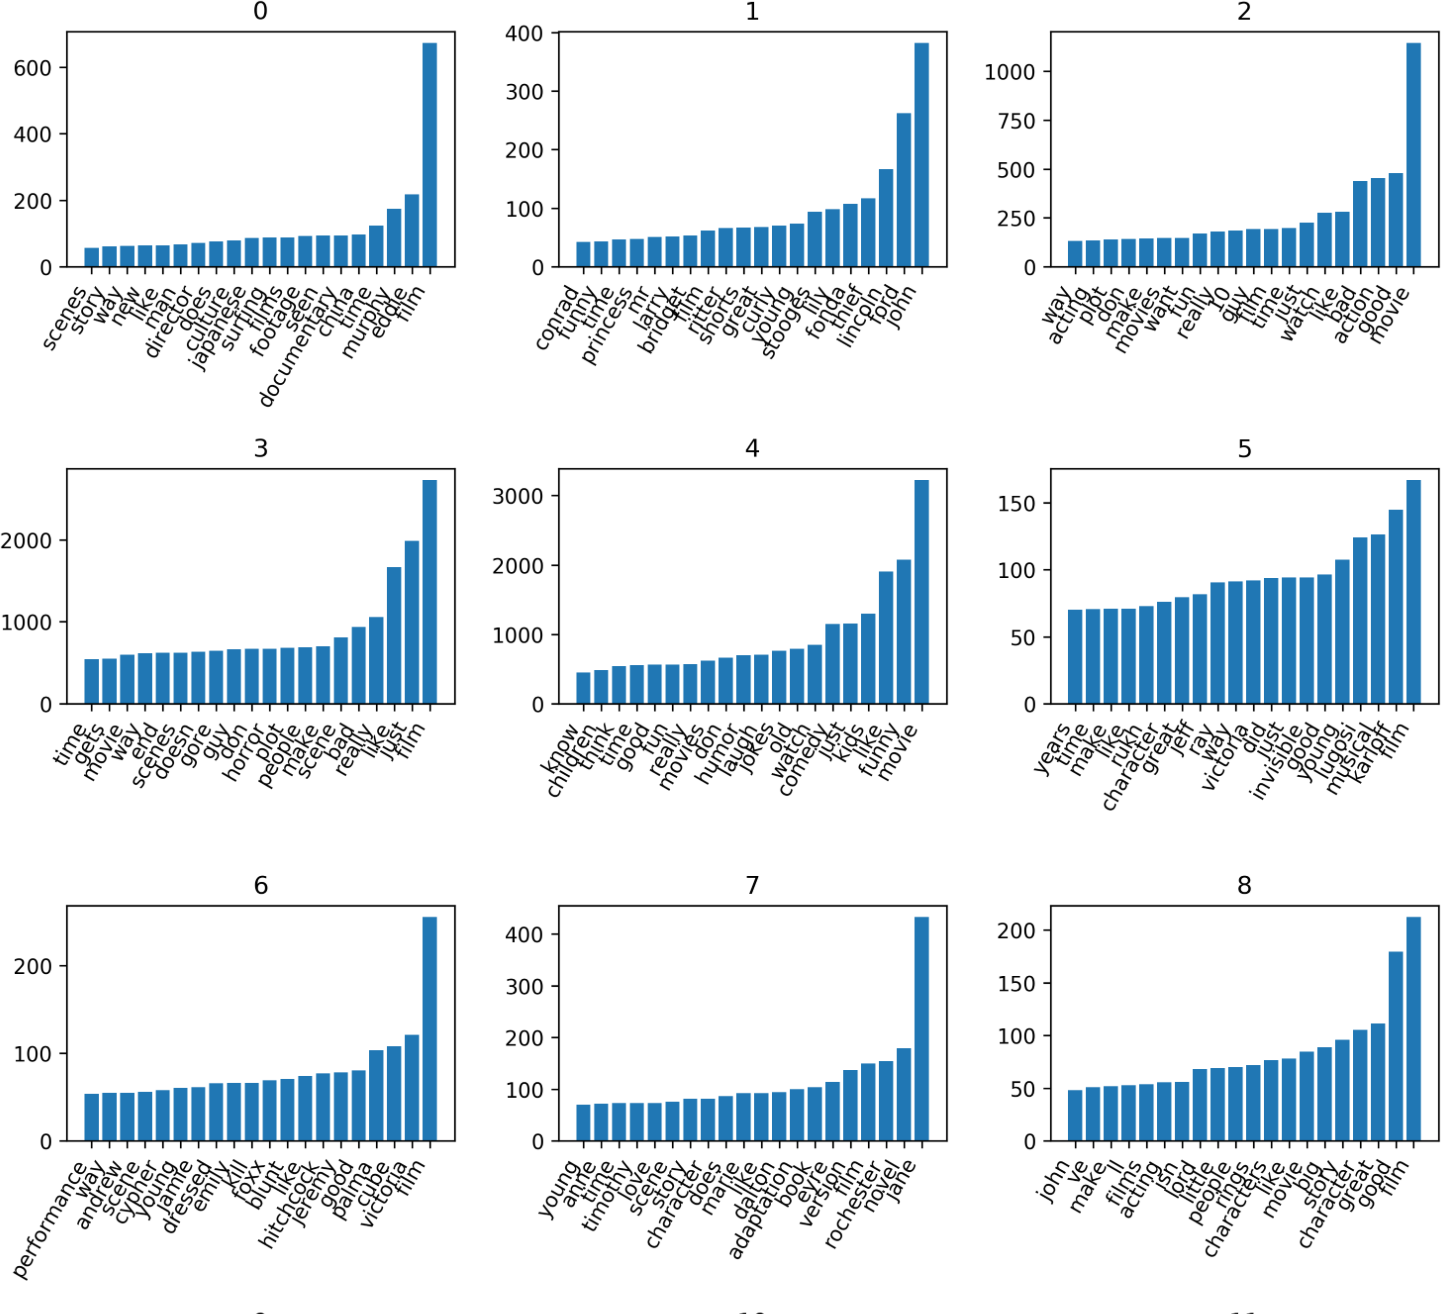 0
1
2
600
400
200
0
scenes
story
way
new
like
man
director
does
culture
japanese
surfing
films
footage
seen
documentary
china
time
murphy
eddie
film
400
300
200
100
0
conrad
funny
time
princess
mr
larry
bridget
film
ritter
shorts
great
curly
young
stooges
lily
fonda
thief
lincoln
ford
john
1000
750
500
250
0
way
acting
plot
don
make
movies
want
fun
really
10
guy
film
time
just
watch
like
bad
action
good
movie
3
4
5
2000
1000
0
time
gets
movie
way
end
scenes
doesn
gore
guy
don
horror
plot
people
make
scene
bad
really
like
just
film
3000
2000
1000
0
know
children
think
time
good
fun
really
movies
don
humor
laugh
jokes
old
watch
comedy
just
kids
like
funny
movie
150
100
50
0
years
time
make
like
rukh
character
great
jeff
ray
way
victoria
did
just
invisible
good
young
lugosi
musical
karloff
film
6
7
8
200
100
0
performance
way
andrew
scene
cypher
young
jamie
dressed
emily
kill
foxx
blunt
like
hitchcock
jeremy
good
palma
cube
victoria
film
400
300
200
100
0
young
anne
time
timothy
love
scene
story
character
does
marie
like
dalton
adaptation
book
eyre
version
film
rochester
novel
jane
200
150
100
50
0
john
ve
make
ll
films
acting
ish
lord
little
people
rings
characters
like
movie
big
story
character
great
good
film